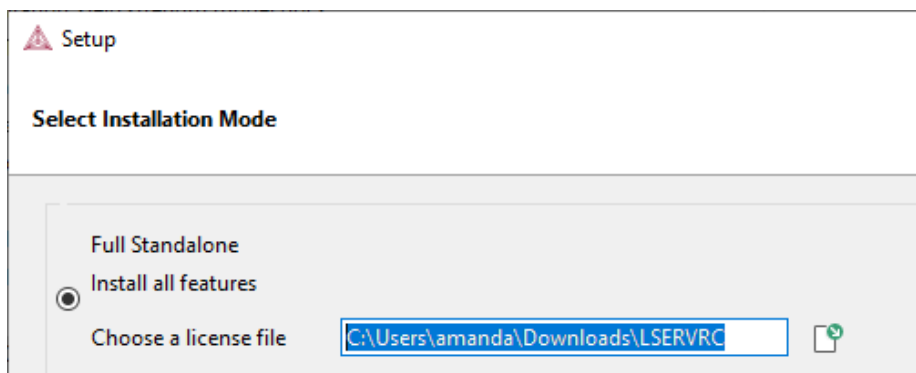 Setup
Select Installation Mode
Full Standalone
Install all features
Choose a license file C:\Users\amanda\Downloads\LSERVRC